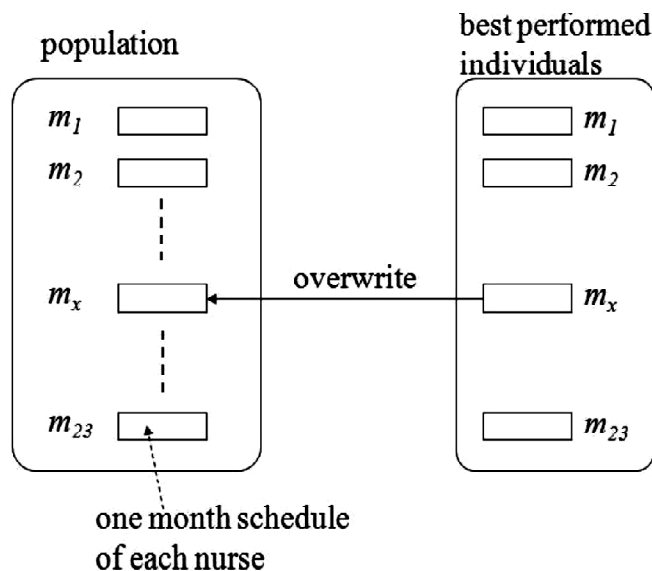 population
best performed
individuals
m1
m2
mx
m23
overwrite
m1
m2
mx
m23
one month schedule
of each nurse